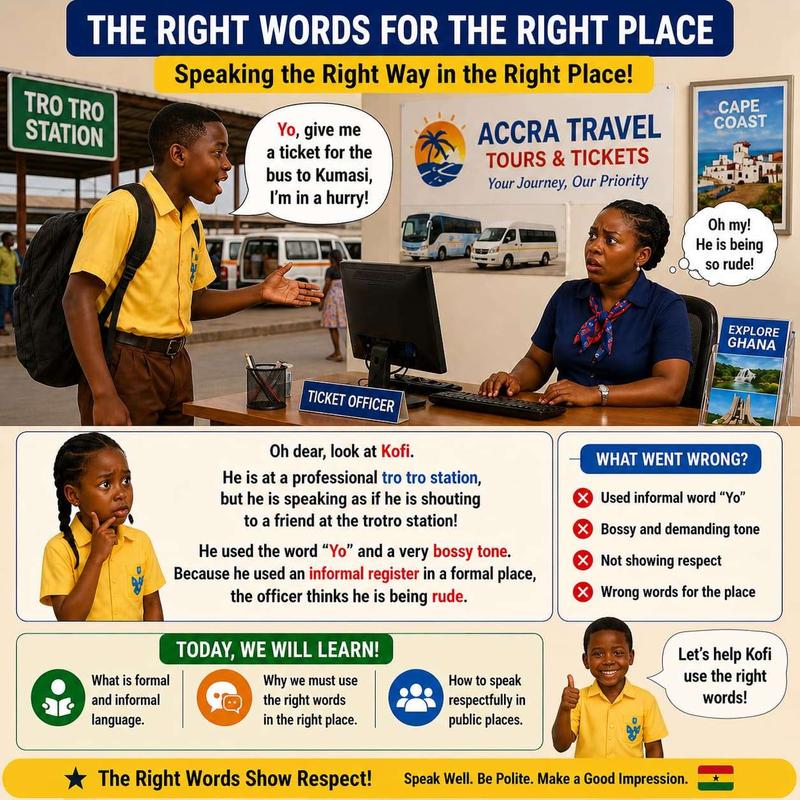 THE RIGHT WORDS FOR THE RIGHT PLACE
Speaking the Right Way in the Right Place!
TRO TRO
STATION
Yo, give me
a ticket for the
bus to Kumasi,
I'm in a hurry!
ACCRA TRAVEL
TOURS & TICKETS
Your Journey, Our Priority
CAPE
COAST
Oh my!
He is being
so rude!
EXPLORE
GHANA
TICKET OFFICER
Oh dear, look at Kofi.
He is at a professional tro tro station,
but he is speaking as if he is shouting
to a friend at the trotro station!
He used the word “Yo” and a very bossy tone.
Because he used an informal register in a formal place,
the officer thinks he is being rude.
WHAT WENT WRONG?
Used informal word “Yo”
Bossy and demanding tone
Not showing respect
Wrong words for the place
TODAY, WE WILL LEARN!
What is formal
and informal
language.
Why we must use
the right words
in the right place.
How to speak
respectfully in
public places.
Let's help Kofi
use the right
words!
★ The Right Words Show Respect!
Speak Well. Be Polite. Make a Good Impression.